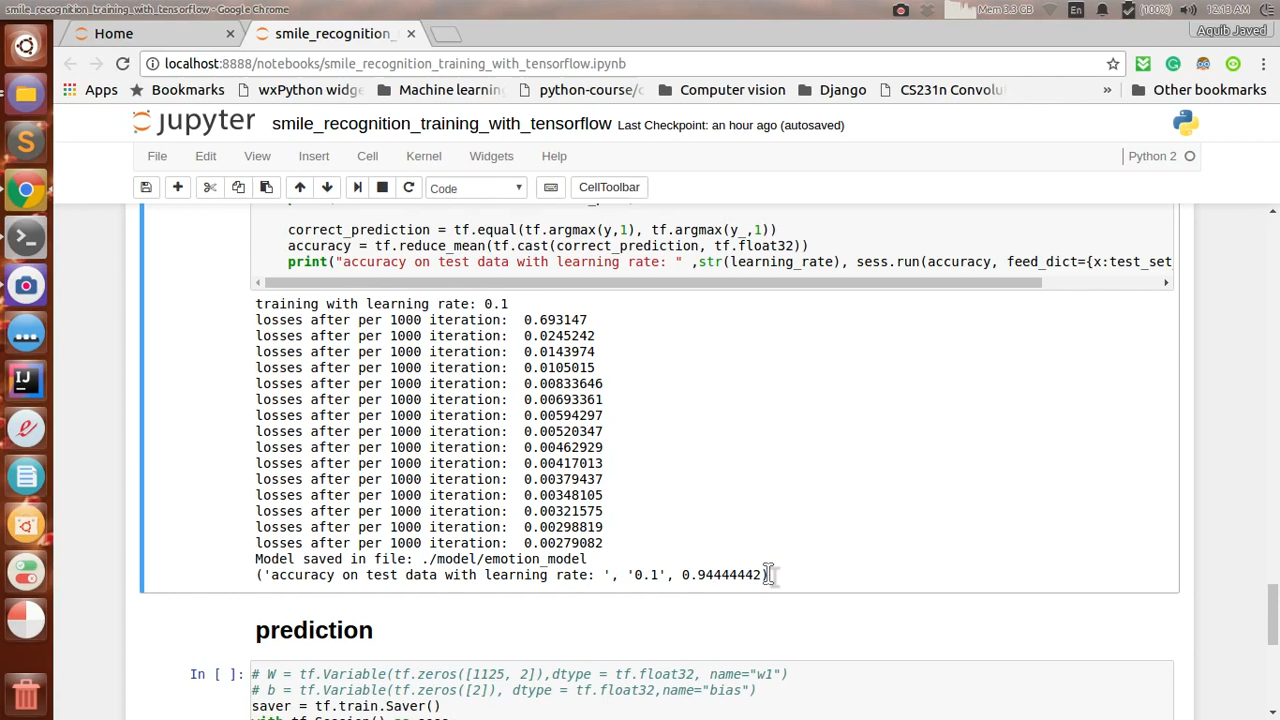 smile_recognition_training_with_tensorflow - Google Chrome
Mem 3,3 GB
En
(100%)
12:13 AM
Home
smile_recognition_
Aquib Javed
localhost:8888/notebooks/smile_recognition_training_with_tensorflow.ipynb
Apps
Bookmarks
wxPython widge
Machine learning
python-course/c
Computer vision
Django
CS231n Convolu
»
Other bookmarks
jupyter
smile_recognition_training_with_tensorflow
Last Checkpoint: an hour ago (autosaved)
File
Edit
View
Insert
Cell
Kernel
Widgets
Help
Python 2
Code
CellToolbar
correct_prediction = tf.equal(tf.argmax(y,1), tf.argmax(y_,1))
accuracy = tf.reduce_mean(tf.cast(correct_prediction, tf.float32))
print("accuracy on test data with learning rate: " ,str(learning_rate), sess.run(accuracy, feed_dict={x:test_set_
training with learning rate: 0.1
losses after per 1000 iteration:  0.693147
losses after per 1000 iteration:  0.0245242
losses after per 1000 iteration:  0.0143974
losses after per 1000 iteration:  0.0105015
losses after per 1000 iteration:  0.00833646
losses after per 1000 iteration:  0.00693361
losses after per 1000 iteration:  0.00594297
losses after per 1000 iteration:  0.00520347
losses after per 1000 iteration:  0.00462929
losses after per 1000 iteration:  0.00417013
losses after per 1000 iteration:  0.00379437
losses after per 1000 iteration:  0.00348105
losses after per 1000 iteration:  0.00321575
losses after per 1000 iteration:  0.00298819
losses after per 1000 iteration:  0.00279082
Model saved in file: ./model/emotion_model
('accuracy on test data with learning rate: ', '0.1', 0.94444442)
prediction
In [ ]:
# W = tf.Variable(tf.zeros([1125, 2]),dtype = tf.float32, name="w1")
# b = tf.Variable(tf.zeros([2]), dtype = tf.float32,name="bias")
saver = tf.train.Saver()
with tf.Session() as sess: